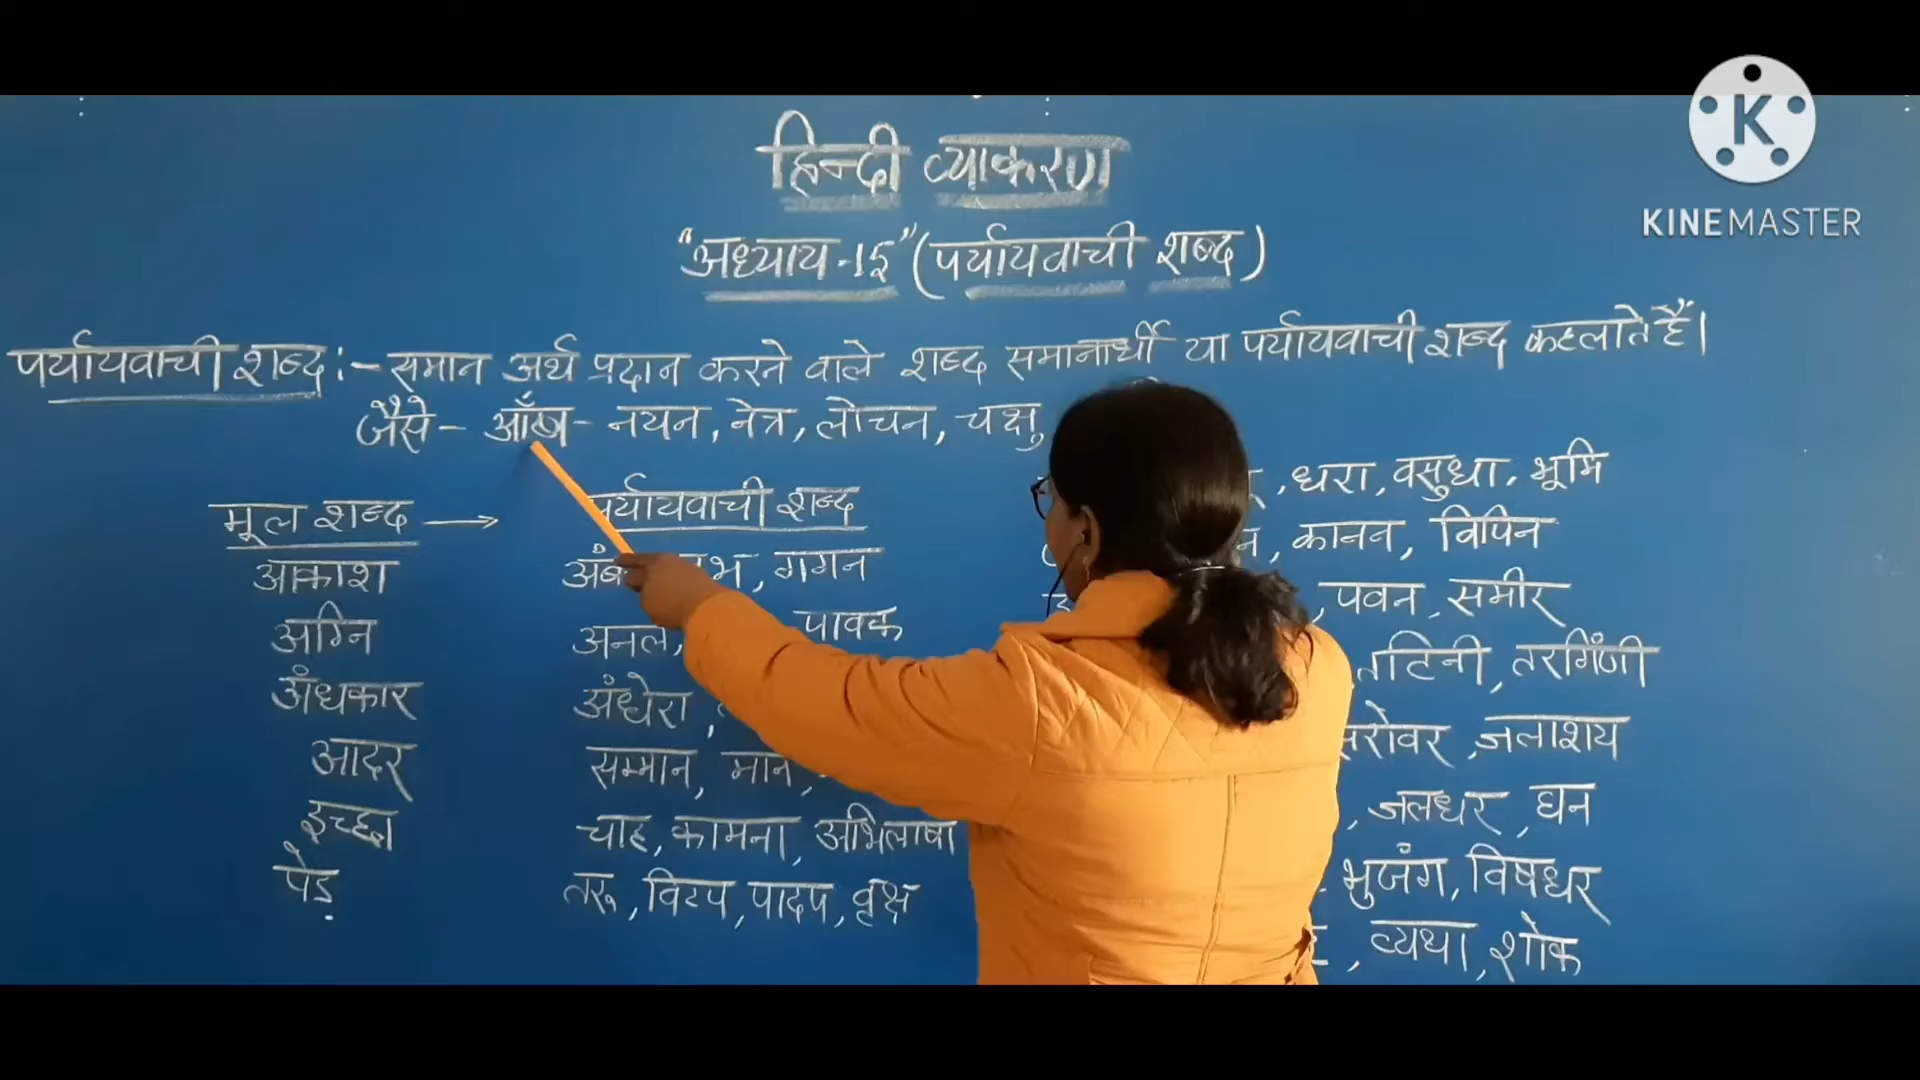 हिन्दी व्याकरण
"अध्याय-15" (पर्यायवाची शब्द)
पर्यायवाची शब्द :- समान अर्थ प्रदान करने वाले शब्द समानार्थी या पर्यायवाची शब्द कहलाते हैं।
जैसे- आँख - नयन, नेत्र, लोचन, चक्षु
मूल शब्द → पर्यायवाची शब्द
आकाश गगन
अग्नि अनल, पावक
अंधकार अंधेरा,
आदर सम्मान, मान,
इच्छा चाह, कामना, अभिलाषा
पेड़ तरू, विटप, पादप, वृक्ष
, धरा, वसुधा, भूमि
, कानन, विपिन
, पवन, समीर
तटिनी, तरगिंणी
सरोवर, जलाशय
, जलधर, घन
भुजंग, विषधर
, व्यथा, शोक
KINEMASTER